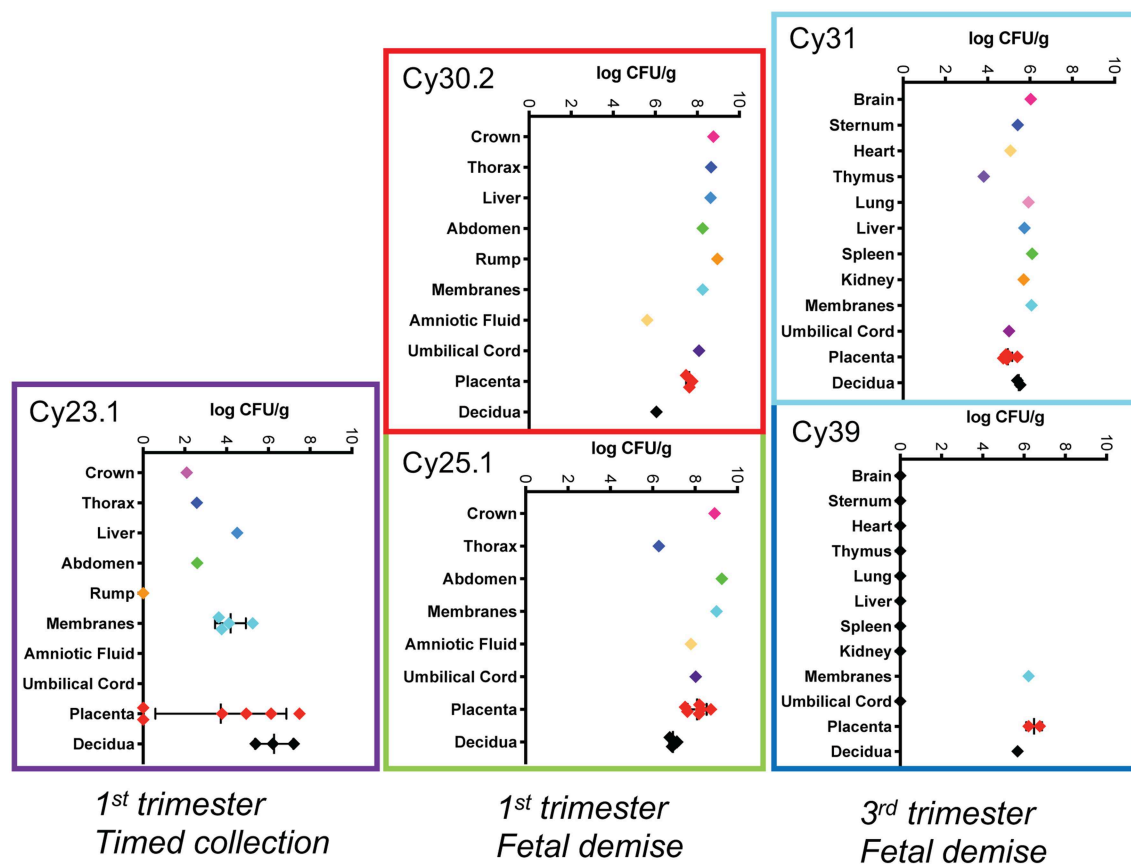 Cy23.1
log CFU/g
0 2 4 6 8 10
Crown
Thorax
Liver
Abdomen
Rump
Membranes
Amniotic Fluid
Umbilical Cord
Placenta
Decidua
1st trimester
Timed collection
Cy30.2
log CFU/g
0 2 4 6 8 10
Crown
Thorax
Liver
Abdomen
Rump
Membranes
Amniotic Fluid
Umbilical Cord
Placenta
Decidua
Cy25.1
log CFU/g
0 2 4 6 8 10
Crown
Thorax
Abdomen
Membranes
Amniotic Fluid
Umbilical Cord
Placenta
Decidua
1st trimester
Fetal demise
Cy31
log CFU/g
0 2 4 6 8 10
Brain
Sternum
Heart
Thymus
Lung
Liver
Spleen
Kidney
Membranes
Umbilical Cord
Placenta
Decidua
Cy39
log CFU/g
0 2 4 6 8 10
Brain
Sternum
Heart
Thymus
Lung
Liver
Spleen
Kidney
Membranes
Umbilical Cord
Placenta
Decidua
3rd trimester
Fetal demise